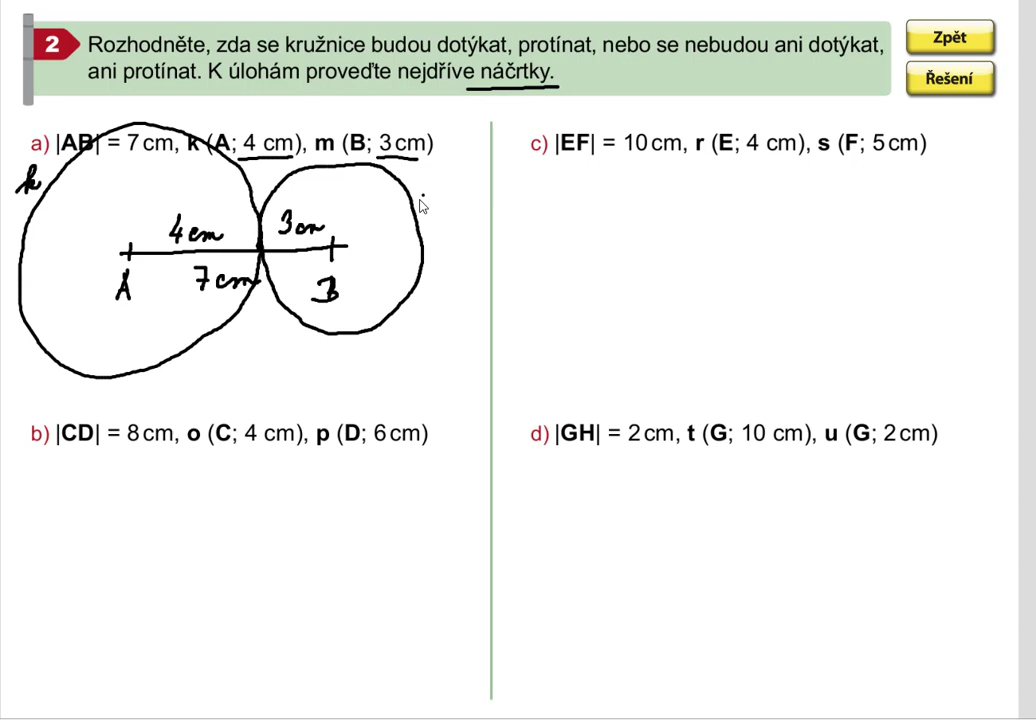 2 Rozhodněte, zda se kružnice budou dotýkat, protínat, nebo se nebudou ani dotýkat,
ani protínat. K úlohám proveďte nejdříve náčrtky.
Zpět
Řešení
a) |AB| = 7 cm, k (A; 4 cm), m (B; 3 cm)
k
4 cm
3 cm
A
7 cm
B
b) |CD| = 8 cm, o (C; 4 cm), p (D; 6 cm)
c) |EF| = 10 cm, r (E; 4 cm), s (F; 5 cm)
d) |GH| = 2 cm, t (G; 10 cm), u (G; 2 cm)